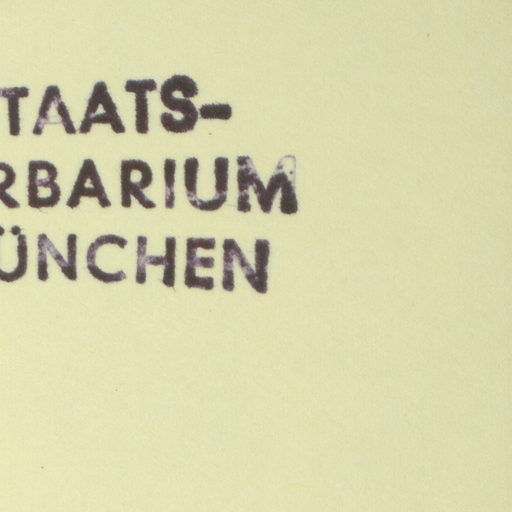 TAATS-
RBARIUM
ÜNCHEN